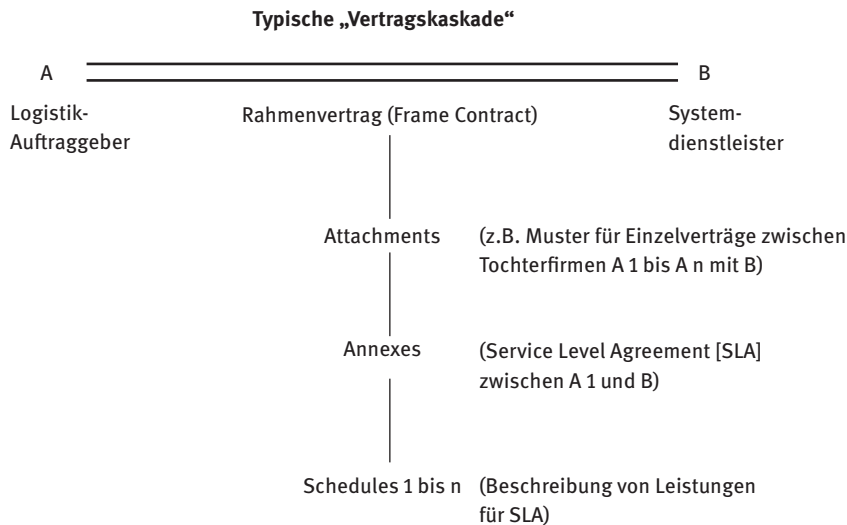 Typische „Vertragskaskade“
A B
Logistik-
Auftraggeber
Rahmenvertrag (Frame Contract)
System-
dienstleister
Attachments (z.B. Muster für Einzelverträge zwischen
Tochterfirmen A 1 bis A n mit B)
Annexes (Service Level Agreement [SLA]
zwischen A 1 und B)
Schedules 1 bis n (Beschreibung von Leistungen
für SLA)